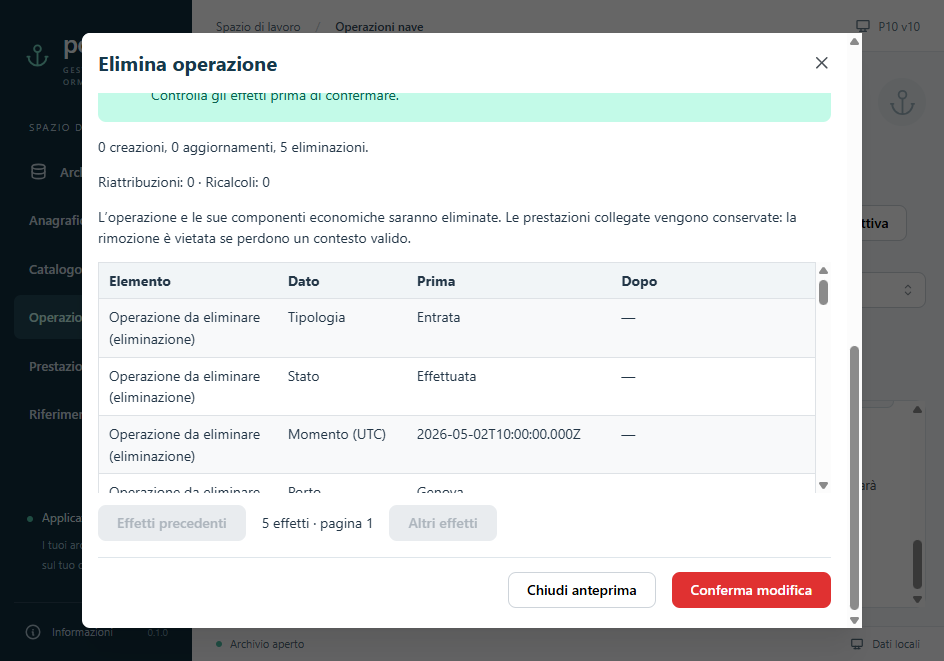 Spazio di lavoro / Operazioni nave
P10 v10
SPAZIO D
Anagrafi
Catalogo
Operazio
Prestazio
Riferimen
Applica
I tuoi
sul tuo
Informazioni 0.1.0
Elimina operazione
Controlla gli effetti prima di confermare.
0 creazioni, 0 aggiornamenti, 5 eliminazioni.
Riattribuzioni: 0 · Ricalcoli: 0
L’operazione e le sue componenti economiche saranno eliminate. Le prestazioni collegate vengono conservate: la
rimozione è vietata se perdono un contesto valido.
Elemento Dato Prima Dopo
Operazione da eliminare Tipologia Entrata —
(eliminazione)
Operazione da eliminare Stato Effettuata —
(eliminazione)
Operazione da eliminare Momento (UTC) 2026-05-02T10:00:00.000Z —
(eliminazione)
Operazione da eliminare Porto Genova
Effetti precedenti 5 effetti · pagina 1 Altri effetti
Chiudi anteprima Conferma modifica
ttiva
arà
Archivio aperto
Dati locali